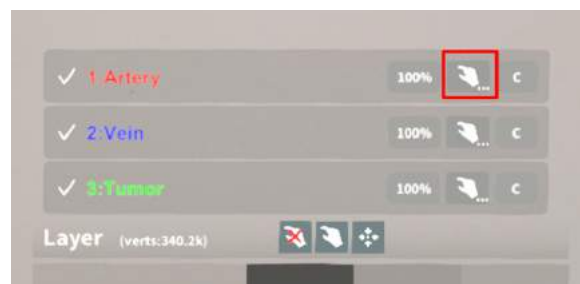 1:Artery 100% ... C
2:Vein 100% ... C
3:Tumor 100% ... C
Layer (verts:340.2k)